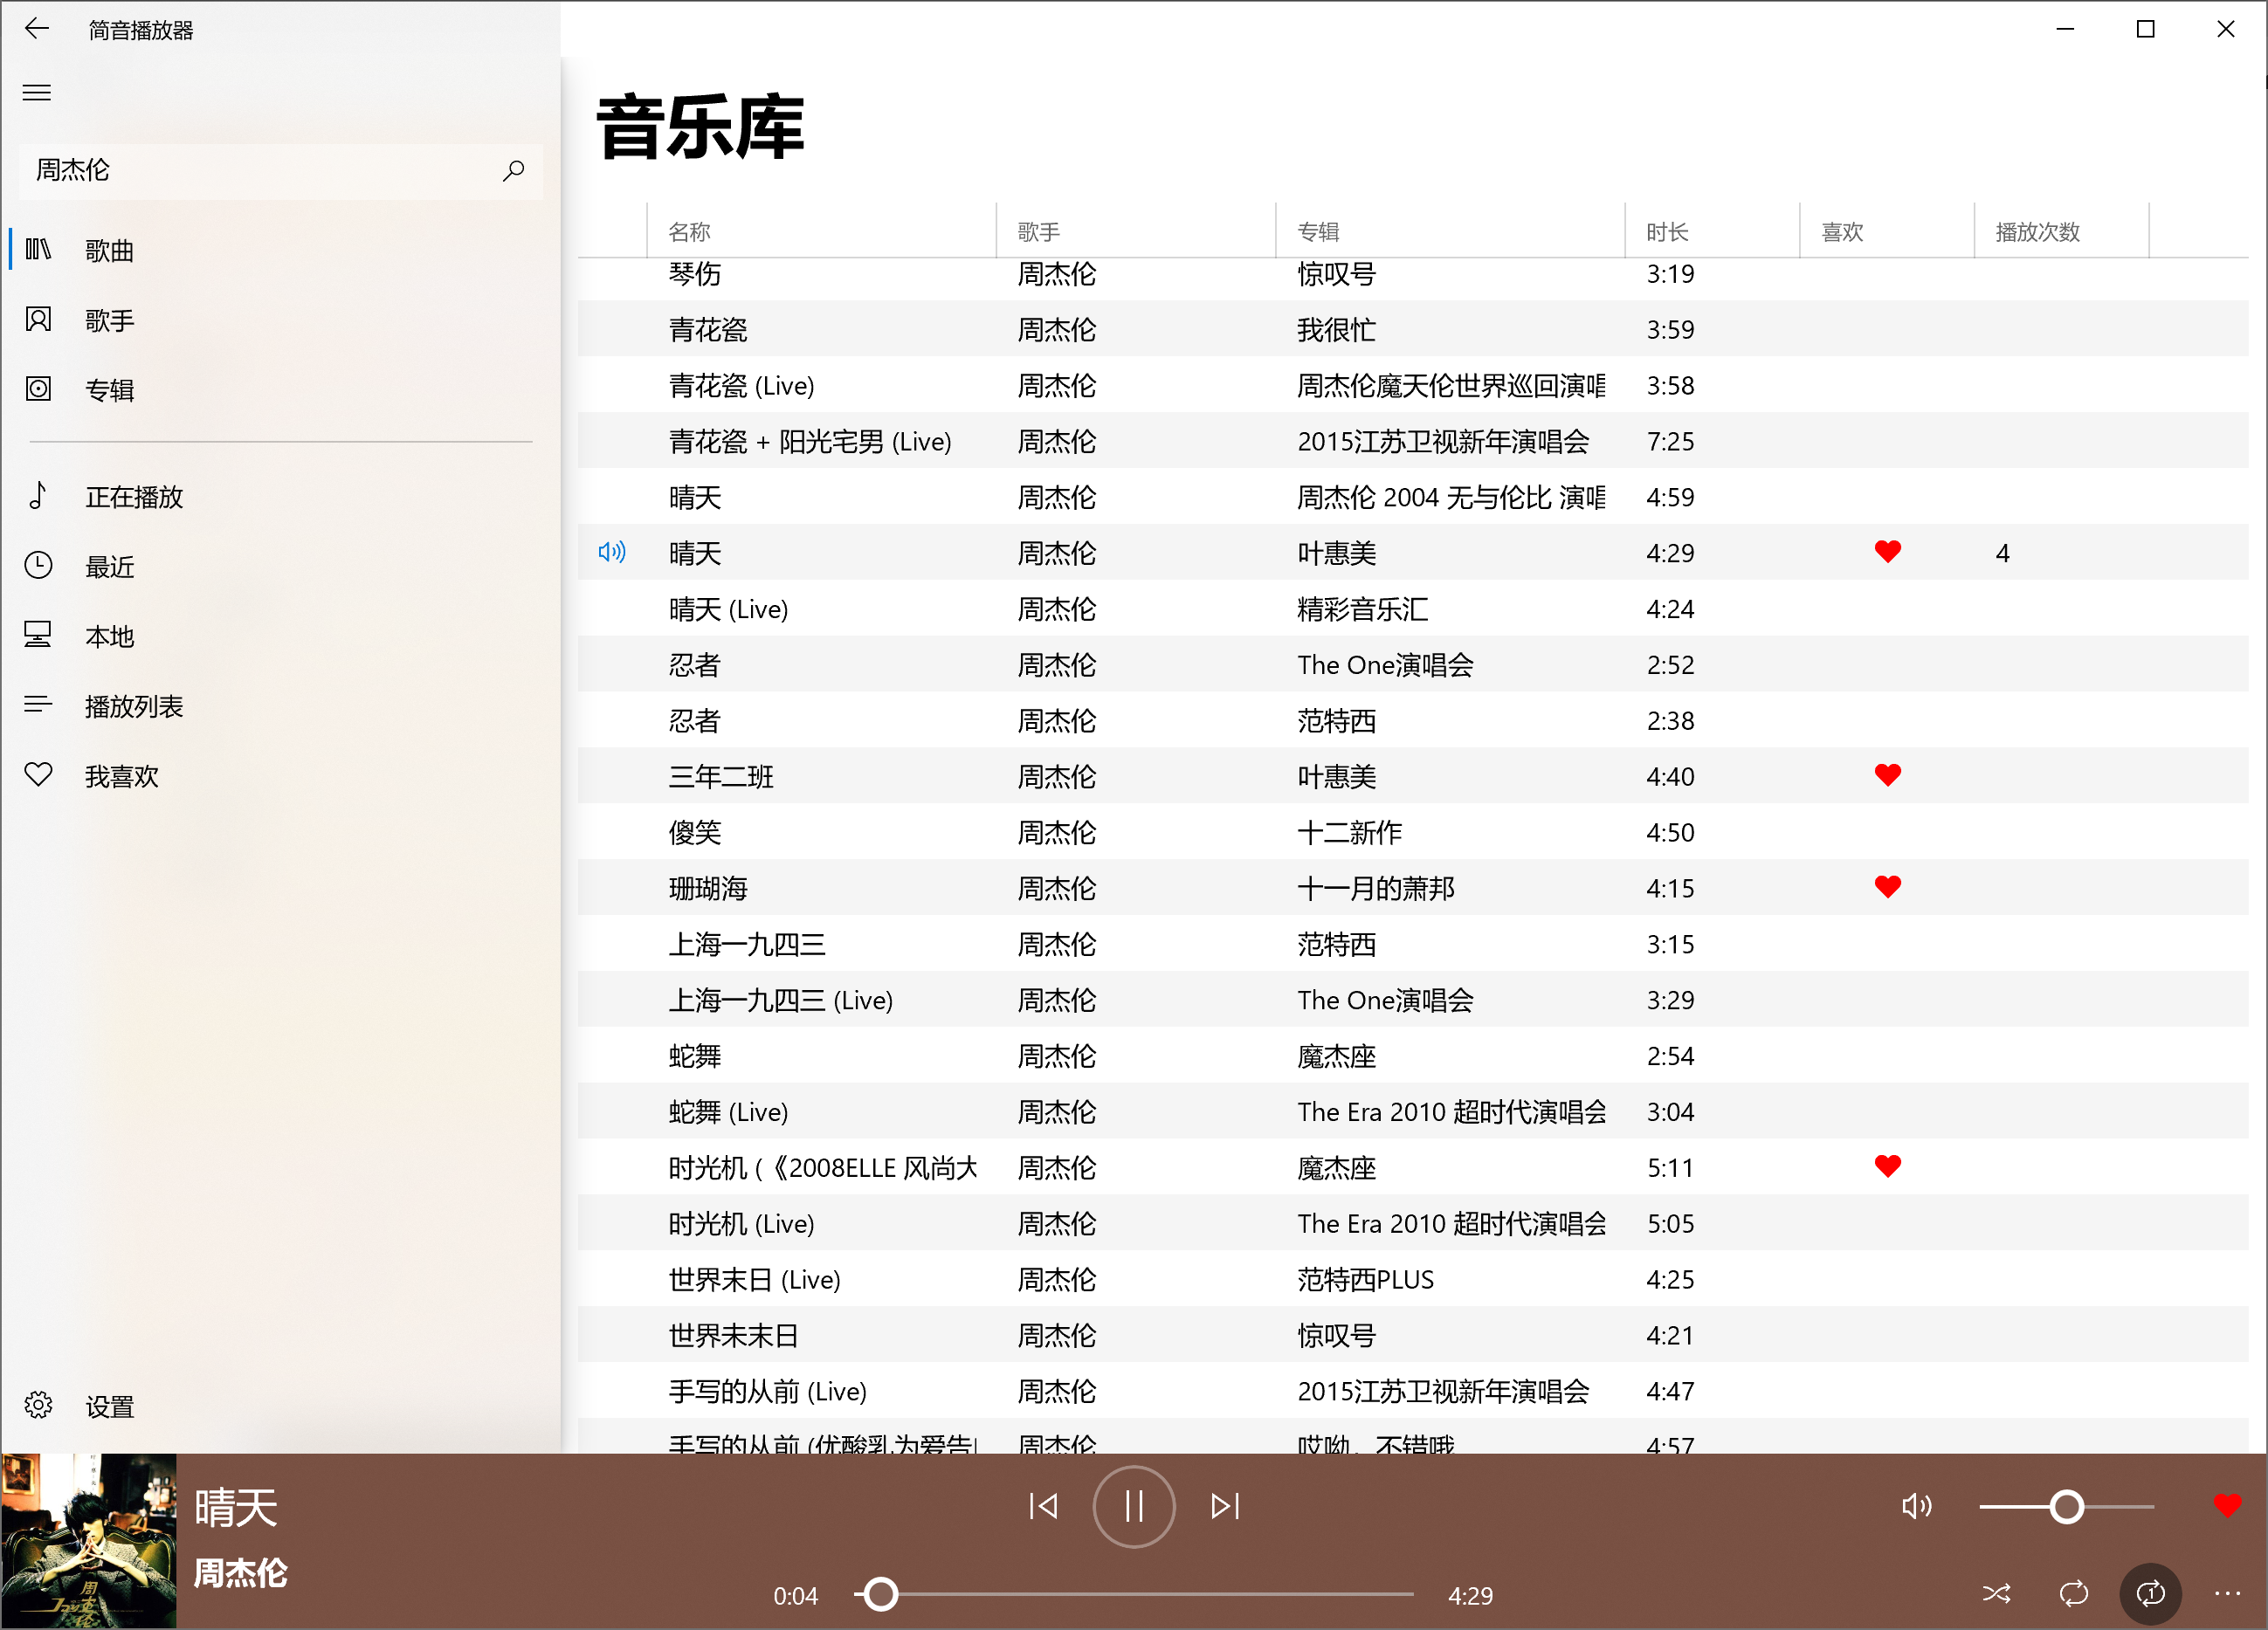 简音播放器
周杰伦
歌曲
歌手
专辑
正在播放
最近
本地
播放列表
我喜欢
设置
音乐库
名称 歌手 专辑 时长 喜欢 播放次数
琴伤 周杰伦 惊叹号 3:19
青花瓷 周杰伦 我很忙 3:59
青花瓷 (Live) 周杰伦 周杰伦魔天伦世界巡回演唱 3:58
青花瓷 + 阳光宅男 (Live) 周杰伦 2015江苏卫视新年演唱会 7:25
晴天 周杰伦 周杰伦 2004 无与伦比 演唱 4:59
晴天 周杰伦 叶惠美 4:29 4
晴天 (Live) 周杰伦 精彩音乐汇 4:24
忍者 周杰伦 The One演唱会 2:52
忍者 周杰伦 范特西 2:38
三年二班 周杰伦 叶惠美 4:40
傻笑 周杰伦 十二新作 4:50
珊瑚海 周杰伦 十一月的萧邦 4:15
上海一九四三 周杰伦 范特西 3:15
上海一九四三 (Live) 周杰伦 The One演唱会 3:29
蛇舞 周杰伦 魔杰座 2:54
蛇舞 (Live) 周杰伦 The Era 2010 超时代演唱会 3:04
时光机 (《2008ELLE 风尚大 周杰伦 魔杰座 5:11
时光机 (Live) 周杰伦 The Era 2010 超时代演唱会 5:05
世界末日 (Live) 周杰伦 范特西PLUS 4:25
世界未末日 周杰伦 惊叹号 4:21
手写的从前 (Live) 周杰伦 2015江苏卫视新年演唱会 4:47
手写的从前 (优酸乳为爱告 周杰伦 哎呦，不错哦 4:57
晴天
周杰伦
0:04 4:29